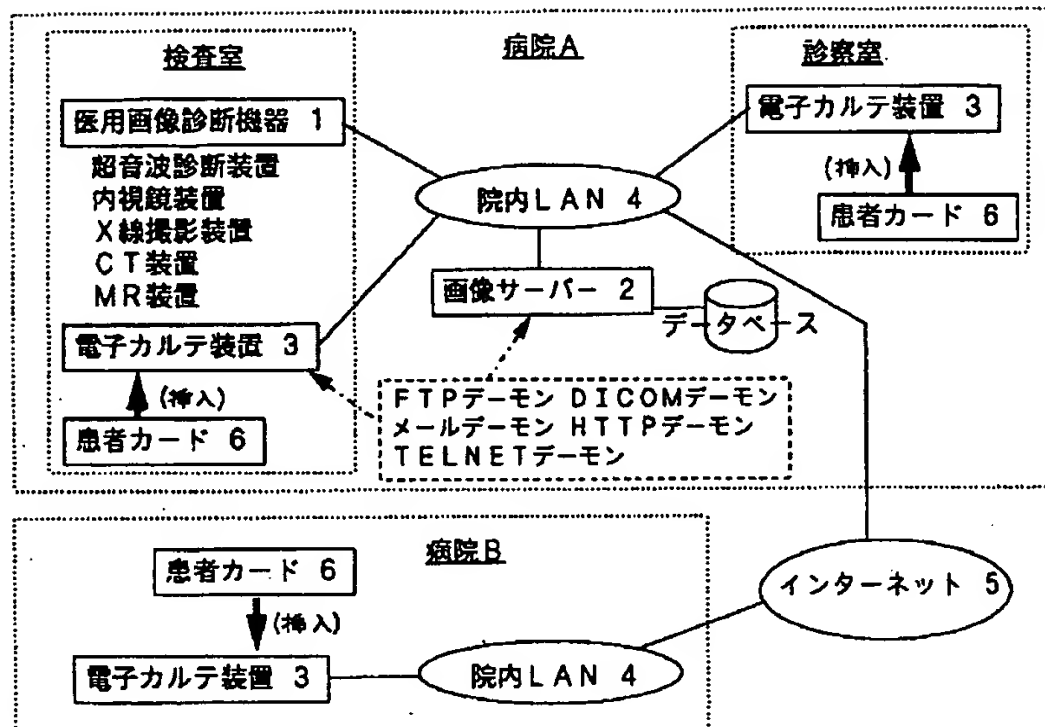 病院A
検査室
医用画像診断機器 1
超音波診断装置
内視鏡装置
X線撮影装置
CT装置
MR装置
電子カルテ装置 3
(挿入)
患者カード 6
院内LAN 4
画像サーバー 2
データベース
FTPデーモン DICOMデーモン
メールデーモン HTTPデーモン
TELNETデーモン
診察室
電子カルテ装置 3
(挿入)
患者カード 6
病院B
患者カード 6
(挿入)
電子カルテ装置 3
院内LAN 4
インターネット 5